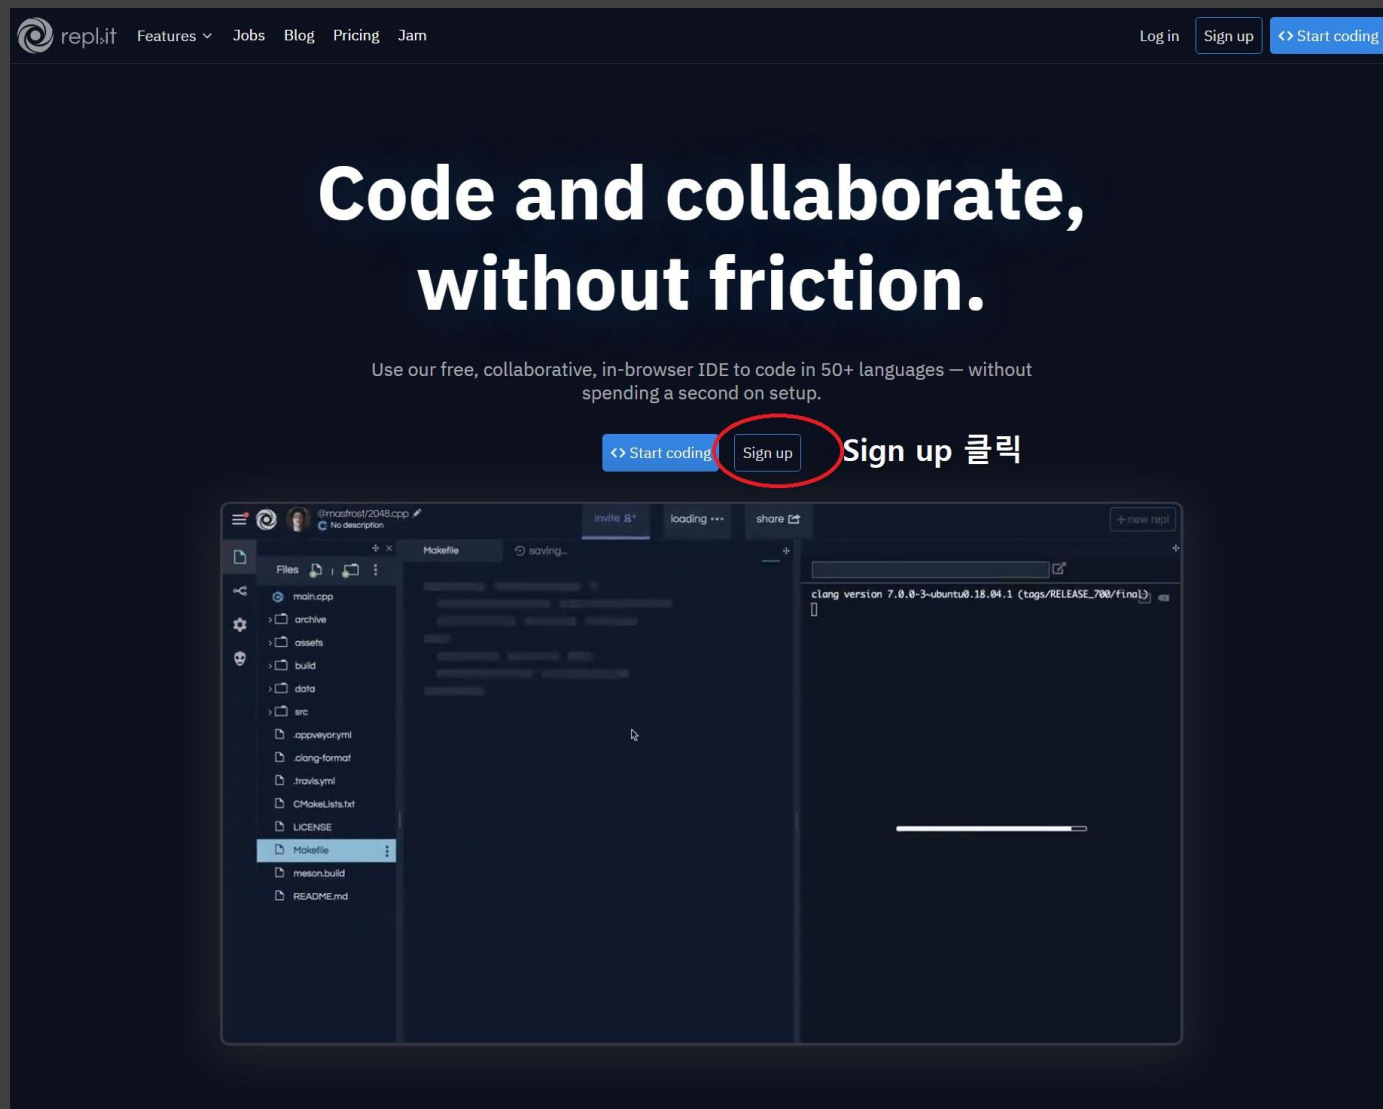 repl.it Features Jobs Blog Pricing Jam Log in Sign up <> Start coding
Code and collaborate,
without friction.
Use our free, collaborative, in-browser IDE to code in 50+ languages — without
spending a second on setup.
<> Start coding Sign up Sign up 클릭
@masfrost/2048.cpp
No description
invite loading ••• share + new repl
Makefile saving...
Files
main.cpp
clang version 7.0.0-3~ubuntu0.18.04.1 (tags/RELEASE_700/final)
archive
assets
build
data
src
.appveyor.yml
.clang-format
.travis.yml
CMakeLists.txt
LICENSE
Makefile
meson.build
README.md